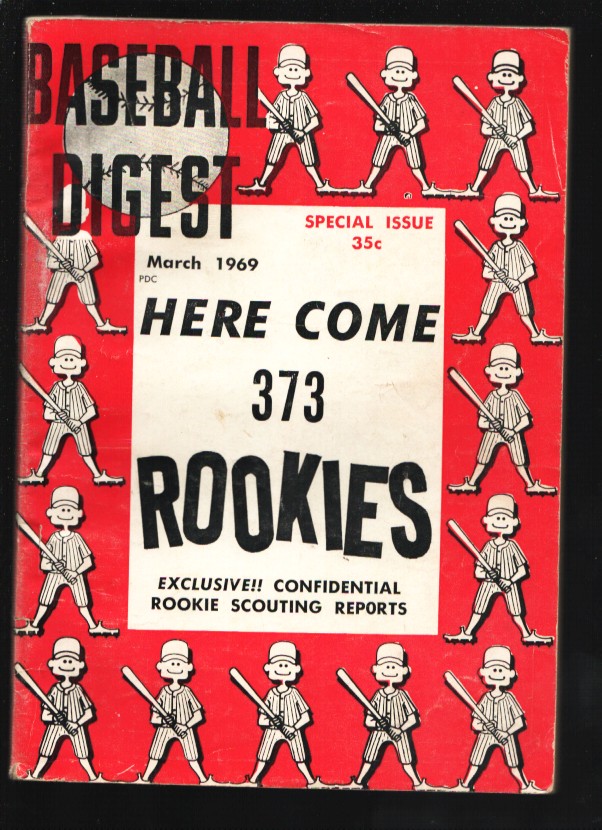 BASEBALL
DIGEST
SPECIAL ISSUE
35c
March 1969
PDC
HERE COME
373
ROOKIES
EXCLUSIVE!! CONFIDENTIAL
ROOKIE SCOUTING REPORTS